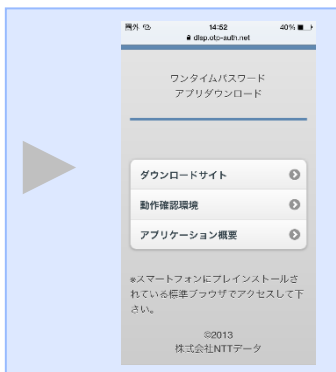 圏外 14:52 40%
disp.otp-auth.net
ワンタイムパスワード
アプリダウンロード
ダウンロードサイト
動作確認環境
アプリケーション概要
※スマートフォンにプレインストールさ
れている標準ブラウザでアクセスして下
さい。
©2013
株式会社NTTデータ